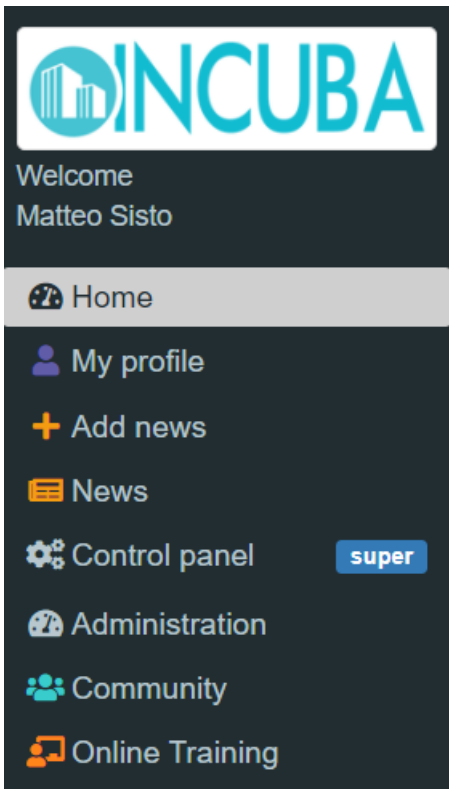 INCUBA
Welcome
Matteo Sisto
Home
My profile
Add news
News
Control panel super
Administration
Community
Online Training